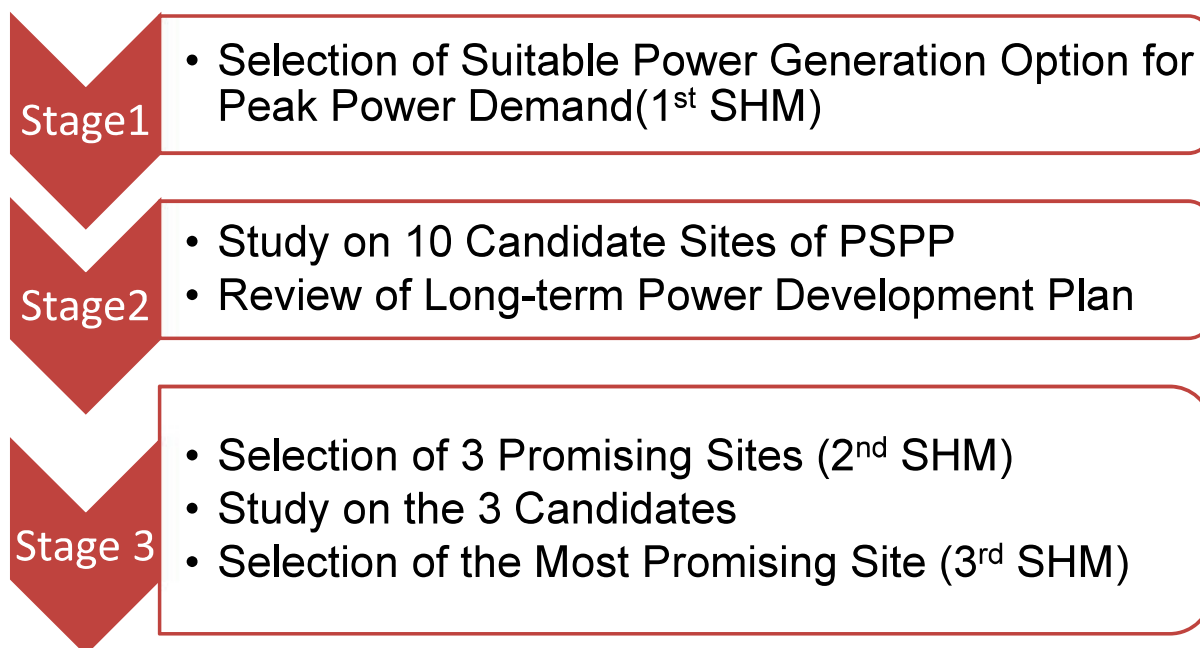 Stage1
• Selection of Suitable Power Generation Option for
Peak Power Demand(1st SHM)
Stage2
• Study on 10 Candidate Sites of PSPP
• Review of Long-term Power Development Plan
Stage 3
• Selection of 3 Promising Sites (2nd SHM)
• Study on the 3 Candidates
• Selection of the Most Promising Site (3rd SHM)